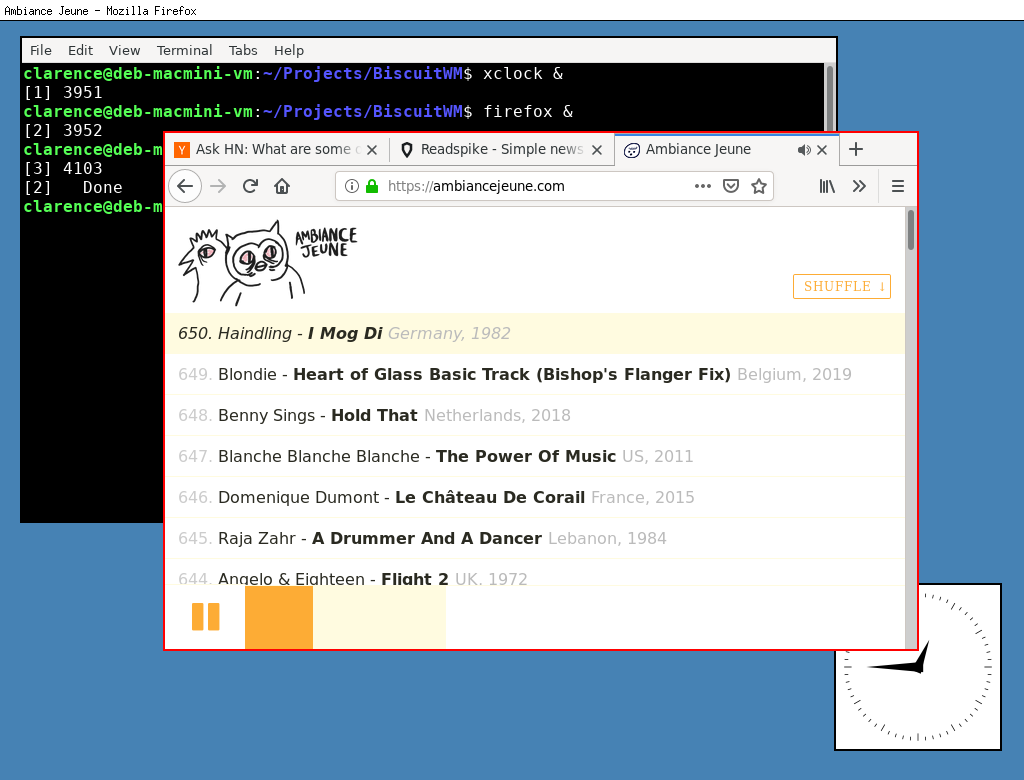 Ambiance Jeune - Mozilla Firefox
File Edit View Terminal Tabs Help
clarence@deb-macmini-vm:~/Projects/BiscuitWM$ xclock &
[1] 3951
clarence@deb-macmini-vm:~/Projects/BiscuitWM$ firefox &
[2] 3952
clarence@deb-m
[3] 4103
[2]   Done
clarence@deb-m
Ask HN: What are some o
Readspike - Simple news
Ambiance Jeune
https://ambiancejeune.com
AMBIANCE
JEUNE
SHUFFLE ↓
650. Haindling - I Mog Di Germany, 1982
649. Blondie - Heart of Glass Basic Track (Bishop's Flanger Fix) Belgium, 2019
648. Benny Sings - Hold That Netherlands, 2018
647. Blanche Blanche Blanche - The Power Of Music US, 2011
646. Domenique Dumont - Le Château De Corail France, 2015
645. Raja Zahr - A Drummer And A Dancer Lebanon, 1984
644. Angelo & Eighteen - Flight 2 UK, 1972